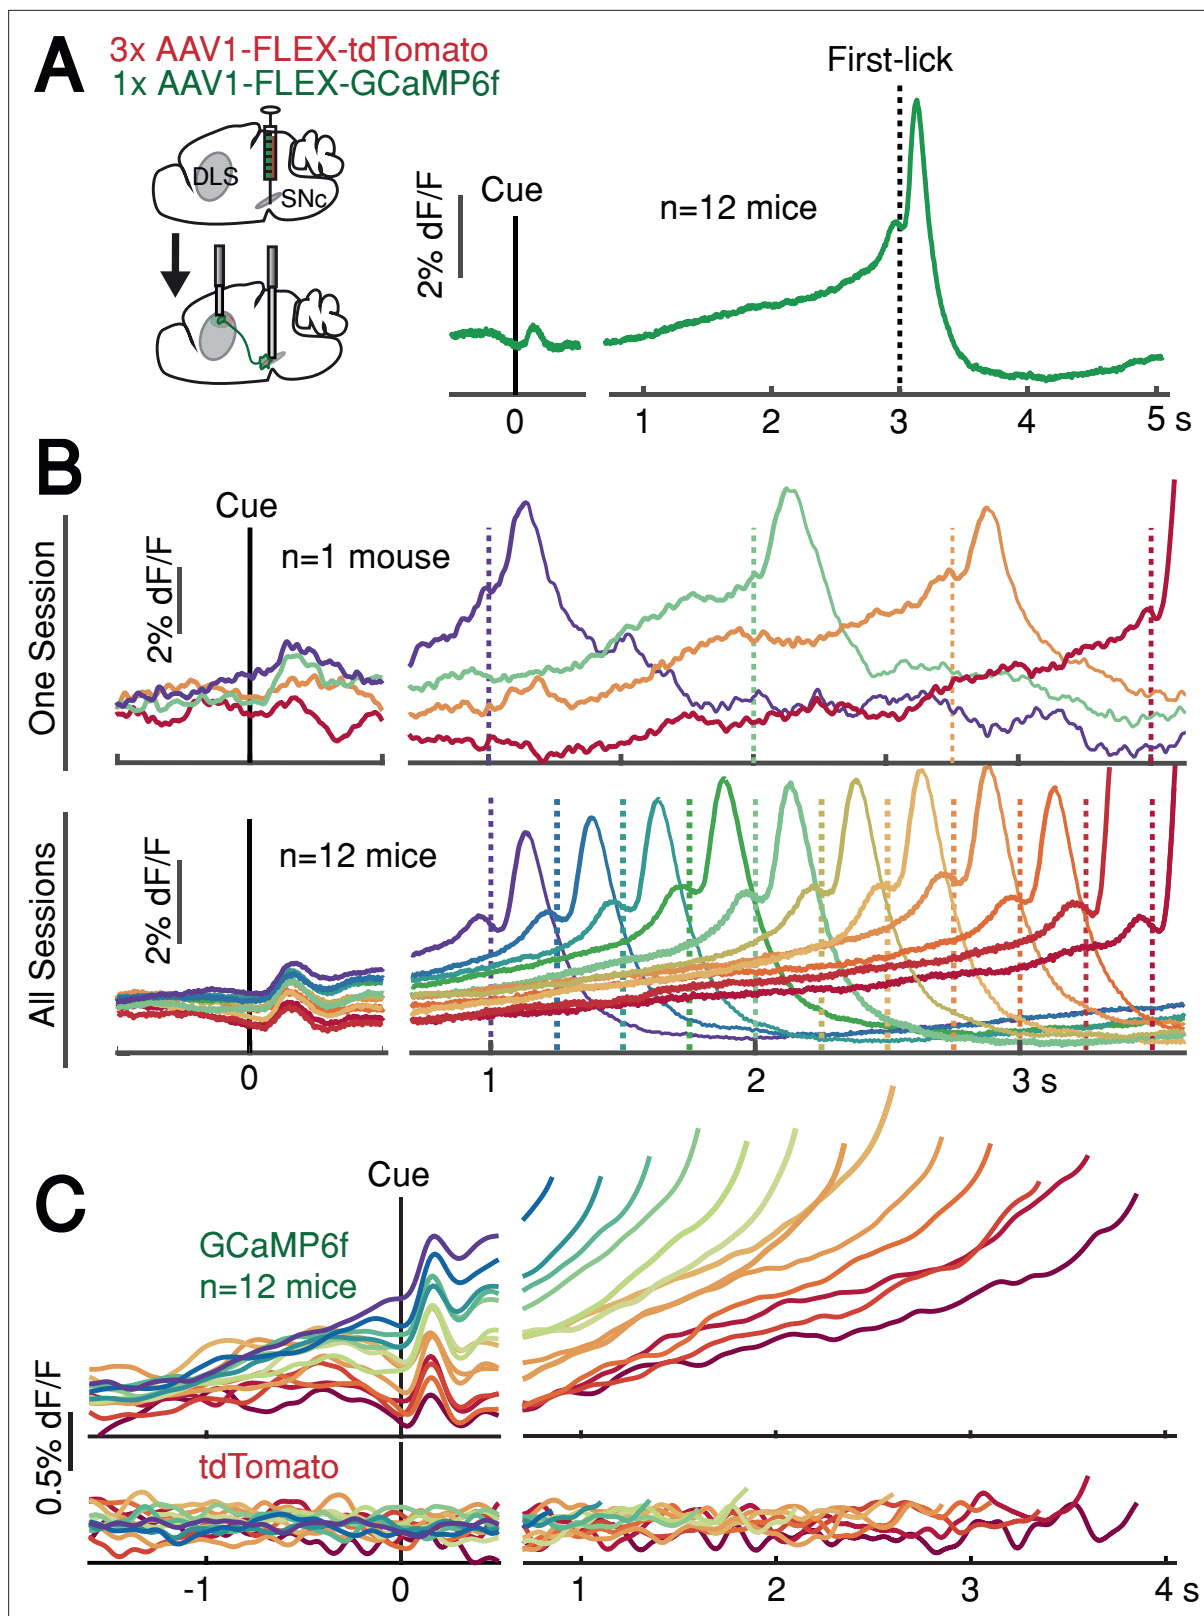 A
3x AAV1-FLEX-tdTomato
1x AAV1-FLEX-GCaMP6f
DLS
SNc
First-lick
Cue
n=12 mice
2% dF/F
0
1
2
3
4
5 s
B
One Session
Cue
n=1 mouse
2% dF/F
All Sessions
n=12 mice
2% dF/F
0
1
2
3 s
C
Cue
GCaMP6f
n=12 mice
0.5% dF/F
tdTomato
-1
0
1
2
3
4 s